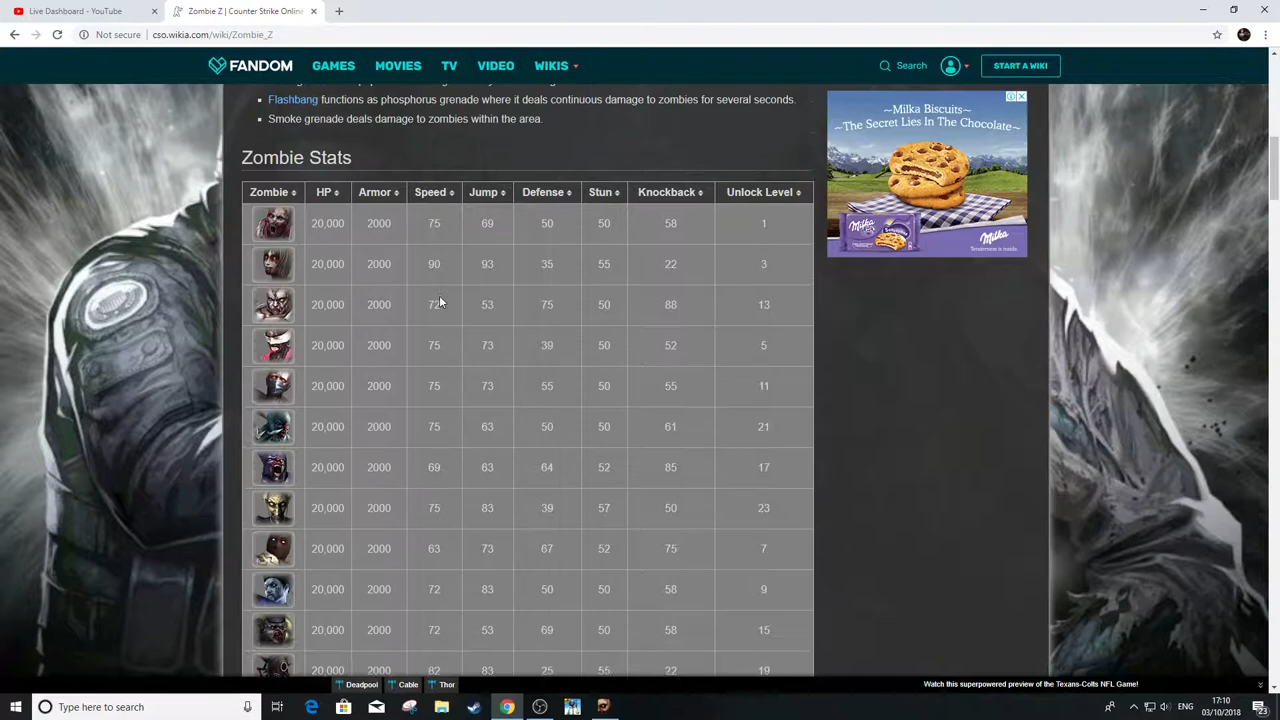 Live Dashboard - YouTube
Zombie Z | Counter Strike Online
Not secure | cso.wikia.com/wiki/Zombie_Z
FANDOM GAMES MOVIES TV VIDEO WIKIS Search START A WIKI
Flashbang functions as phosphorus grenade where it deals continuous damage to zombies for several seconds.
Smoke grenade deals damage to zombies within the area.
Zombie Stats
Zombie HP Armor Speed Jump Defense Stun Knockback Unlock Level
20,000 2000 75 69 50 50 58 1
20,000 2000 90 93 35 55 22 3
20,000 2000 72 53 75 50 88 13
20,000 2000 75 73 39 50 52 5
20,000 2000 75 73 55 50 55 11
20,000 2000 75 63 50 50 61 21
20,000 2000 69 63 64 52 85 17
20,000 2000 75 83 39 57 50 23
20,000 2000 63 73 67 52 75 7
20,000 2000 72 83 50 50 58 9
20,000 2000 72 53 69 50 58 15
20,000 2000 82 83 25 55 22 19
~Milka Biscuits~
~The Secret Lies In The Chocolate~
Milka
Milka
Tenderness is inside.
Deadpool Cable Thor
Watch this superpowered preview of the Texans-Colts NFL Game!
Type here to search
ENG
17:10
03/10/2018
23